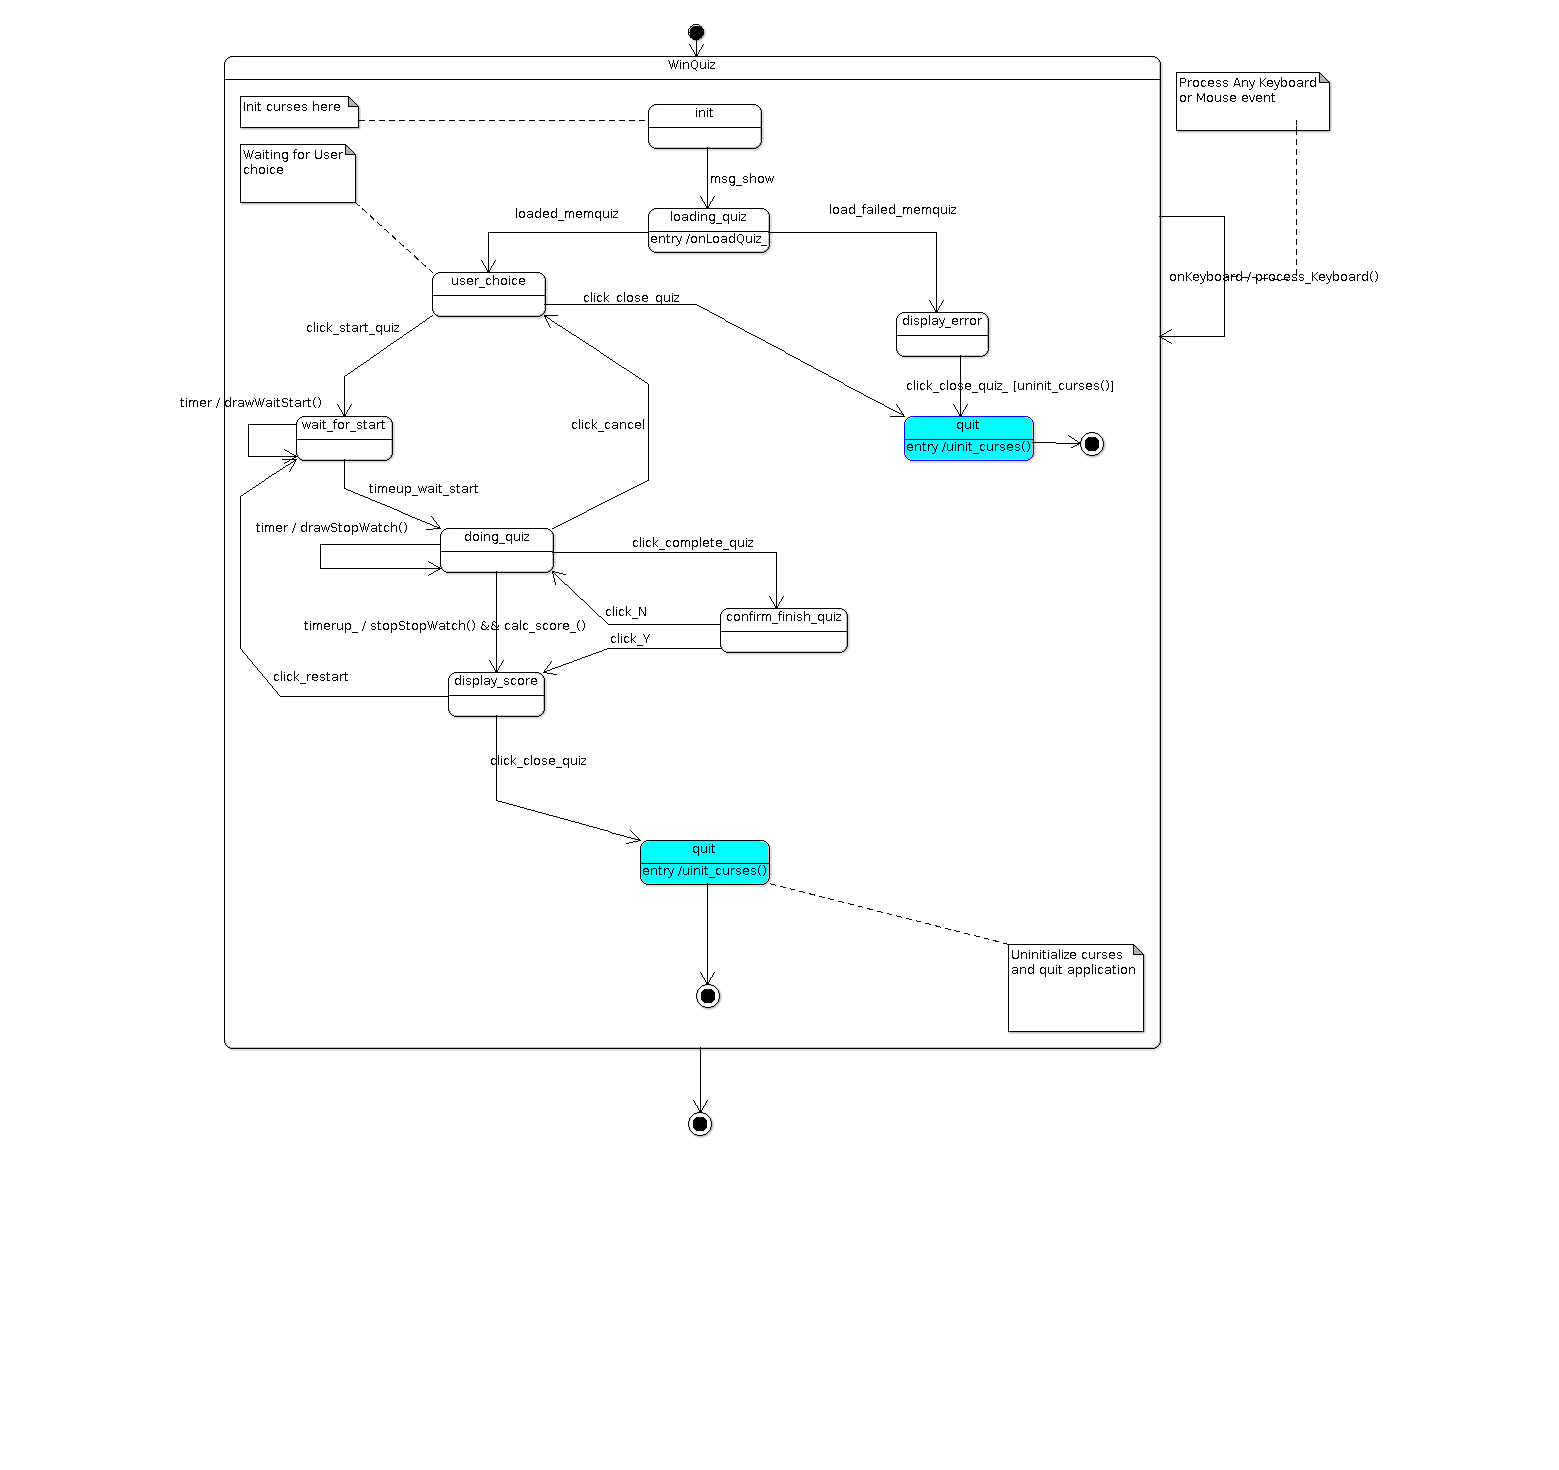 WinQuiz
Process Any Keyboard
or Mouse event
Init curses here
init
Waiting for User
choice
msg_show
loaded_memquiz
loading_quiz
load_failed_memquiz
entry /onLoadQuiz_
user_choice
onKeyboard / process_Keyboard()
click_close_quiz
click_start_quiz
display_error
click_close_quiz_ [uninit_curses()]
timer / drawWaitStart()
wait_for_start
click_cancel
quit
entry /uinit_curses()
timeup_wait_start
timer / drawStopWatch()
doing_quiz
click_complete_quiz
click_N
confirm_finish_quiz
timerup_ / stopStopWatch() && calc_score_()
click_Y
click_restart
display_score
click_close_quiz
quit
entry /uinit_curses()
Uninitialize curses
and quit application